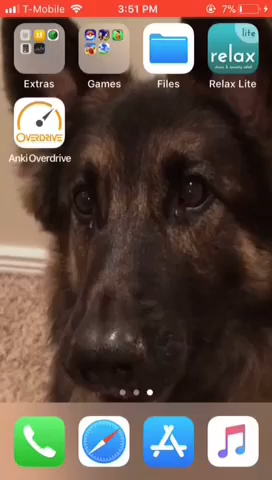 T-Mobile 3:51 PM 7%
Extras Games Files Relax Lite
lite
relax
OVERDRIVE
Anki Overdrive